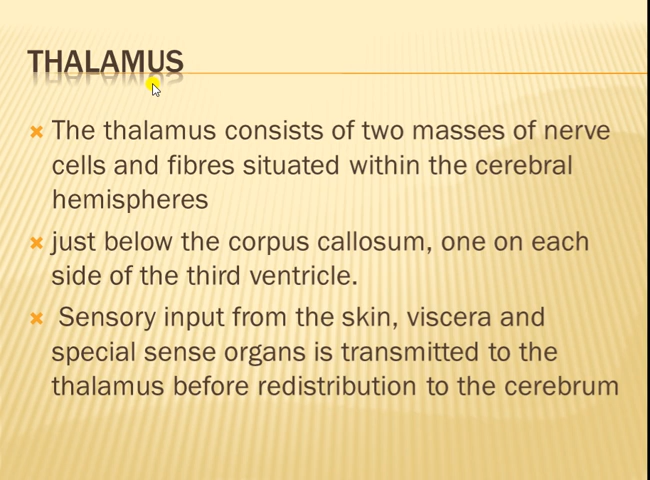 THALAMUS
The thalamus consists of two masses of nerve
cells and fibres situated within the cerebral
hemispheres
just below the corpus callosum, one on each
side of the third ventricle.
Sensory input from the skin, viscera and
special sense organs is transmitted to the
thalamus before redistribution to the cerebrum